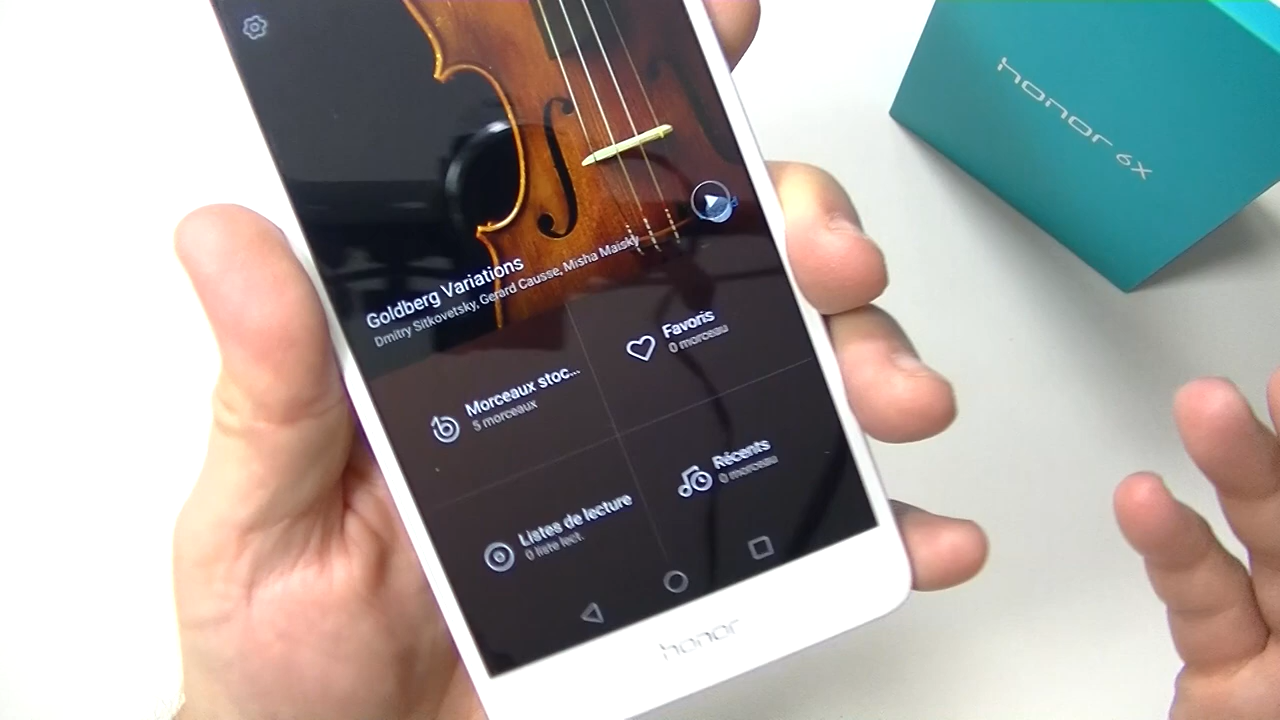 honor 6X
Goldberg Variations
Dmitry Sitkovetsky, Gerard Causse, Misha Maisky
Morceaux stoc...
5 morceaux
Favoris
0 morceau
Listes de lecture
0 liste lect.
Récents
0 morceau
honor